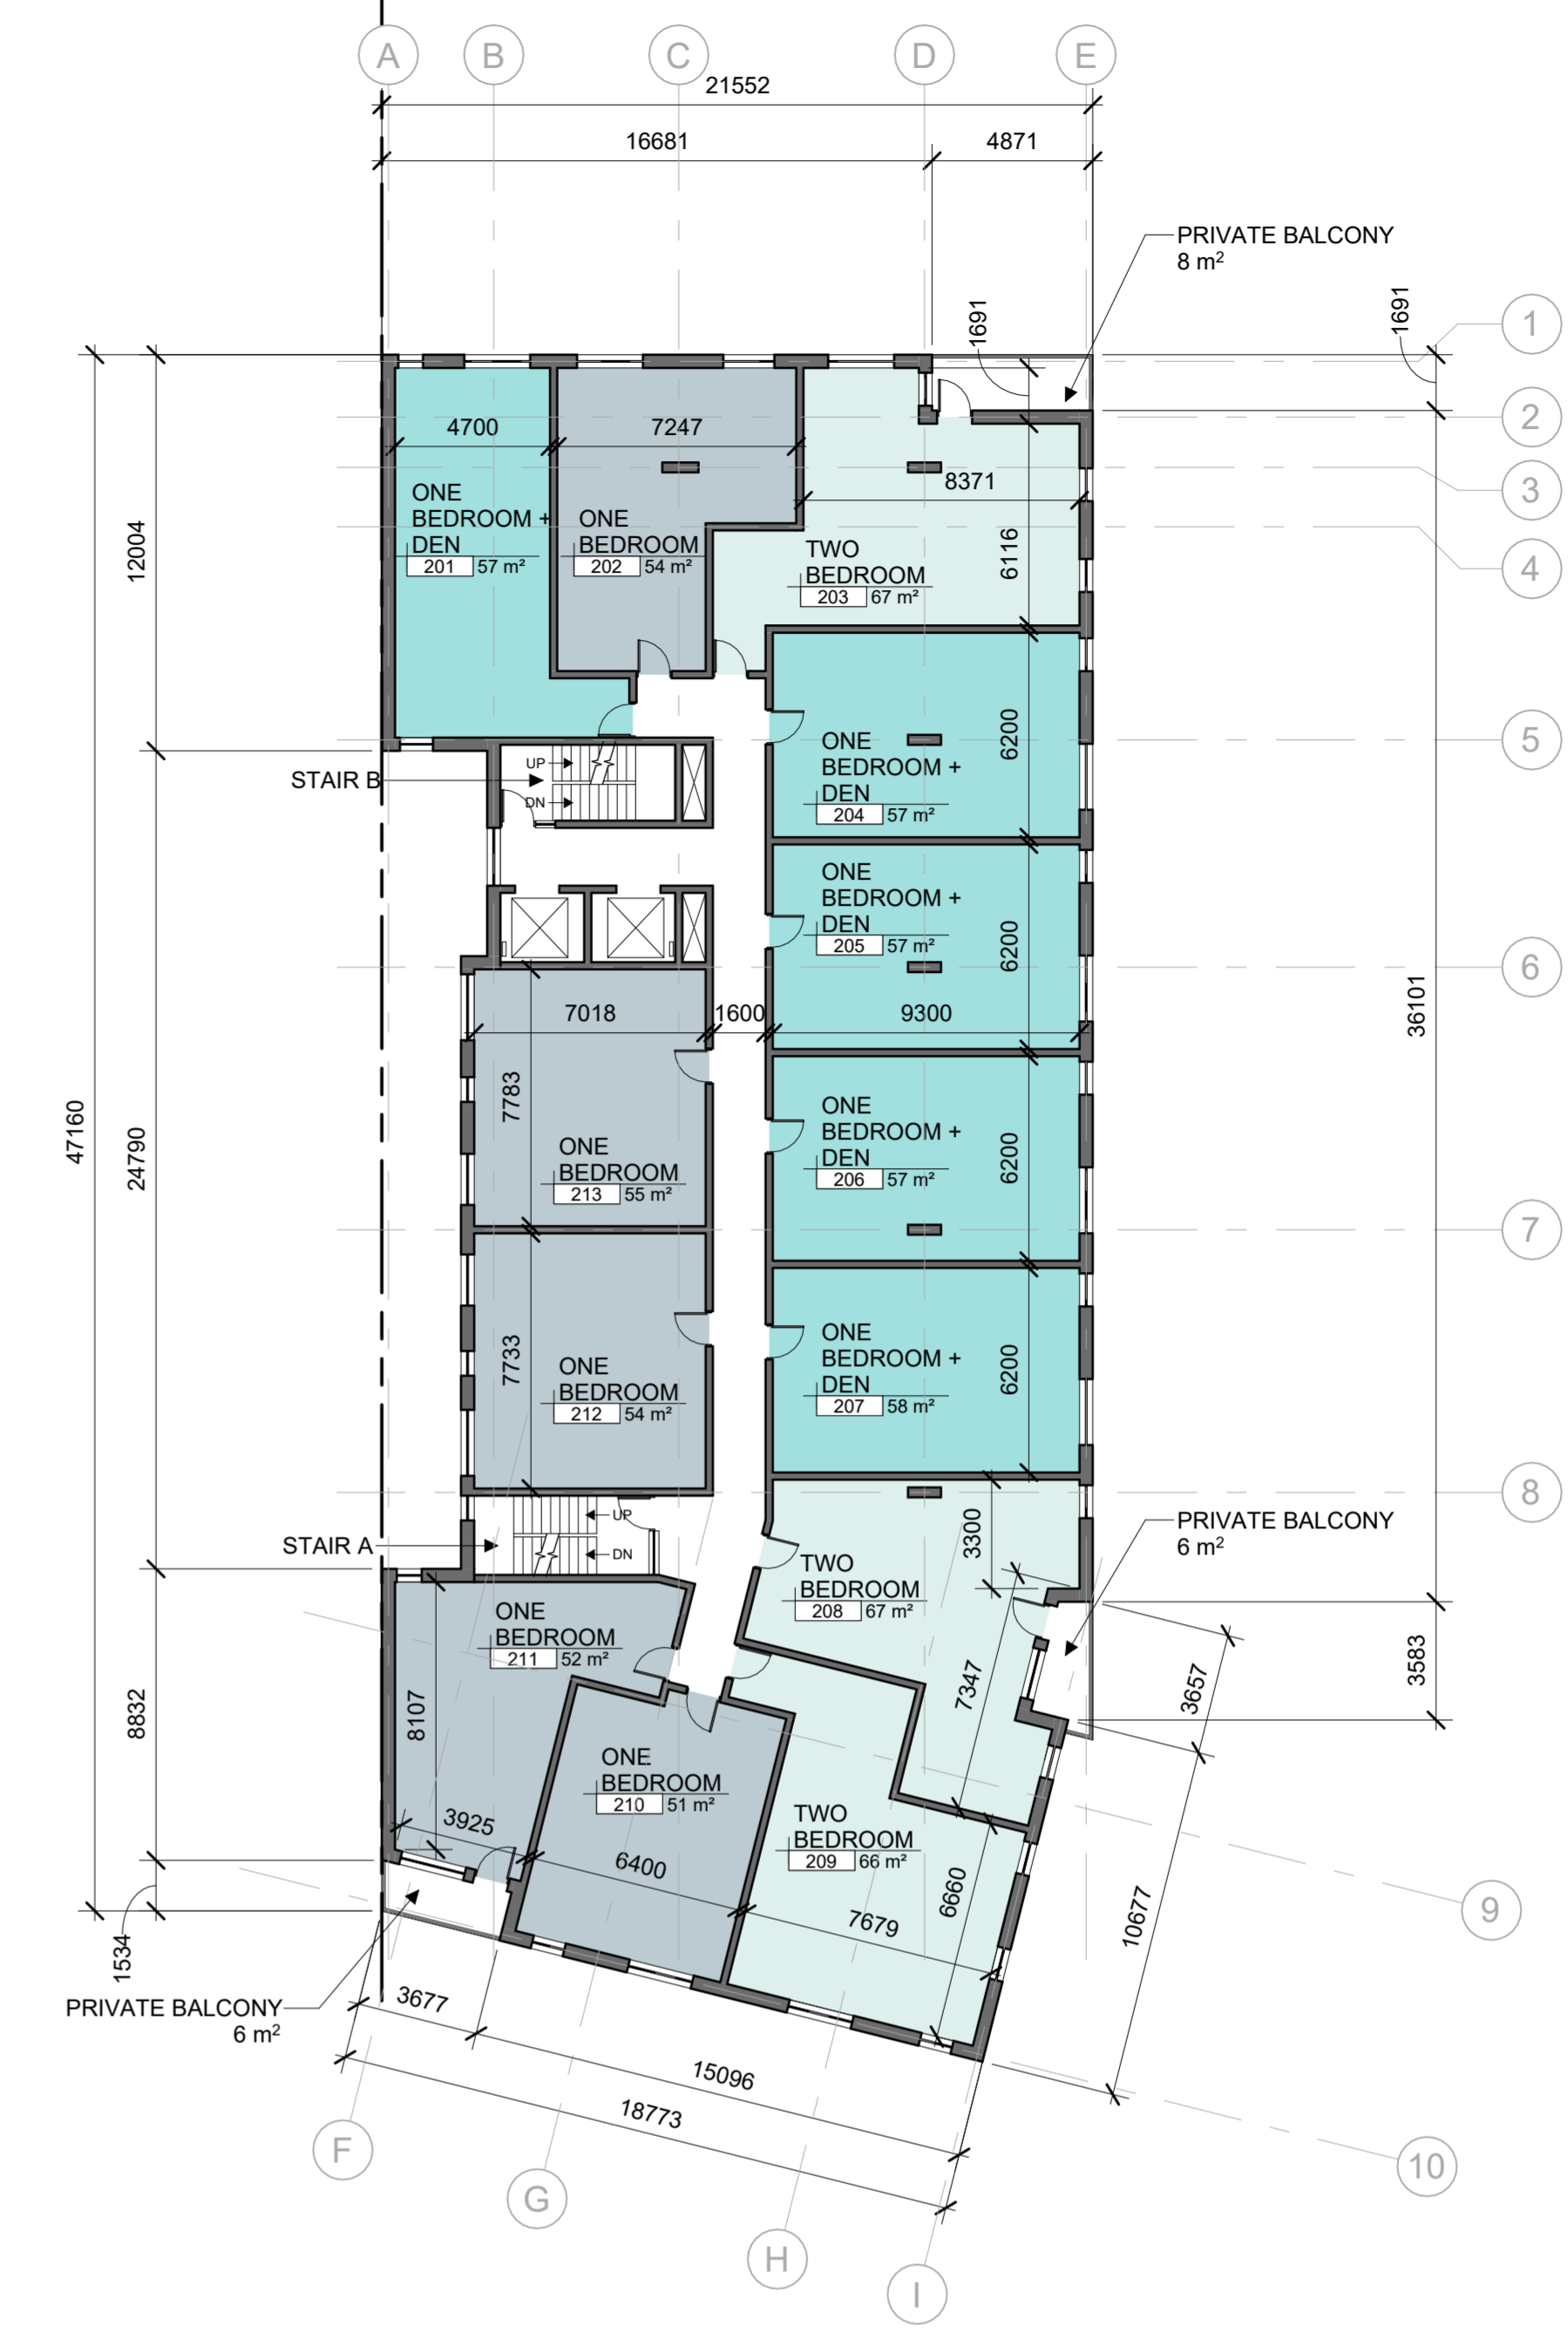 A B C D E
21552
16681 4871
PRIVATE BALCONY
8 m²
1691
1691
1
2
3
4
4700
7247
8371
6116
12004
ONE
BEDROOM +
DEN
201 57 m²
ONE
BEDROOM
202 54 m²
TWO
BEDROOM
203 67 m²
5
STAIR B
UP
DN
ONE
BEDROOM +
DEN
204 57 m²
6200
ONE
BEDROOM +
DEN
205 57 m²
6200
6
7018
1600
9300
36101
47160
24790
7783
ONE
BEDROOM
213 55 m²
ONE
BEDROOM +
DEN
206 57 m²
6200
7
7733
ONE
BEDROOM
212 54 m²
ONE
BEDROOM +
DEN
207 58 m²
6200
8
STAIR A
UP
DN
3300
PRIVATE BALCONY
6 m²
TWO
BEDROOM
208 67 m²
ONE
BEDROOM
211 52 m²
7347
3657
3583
8832
8107
3925
ONE
BEDROOM
210 51 m²
6400
TWO
BEDROOM
209 66 m²
6660
7679
10677
9
1534
PRIVATE BALCONY
6 m²
3677
15096
18773
10
F
G
H
I